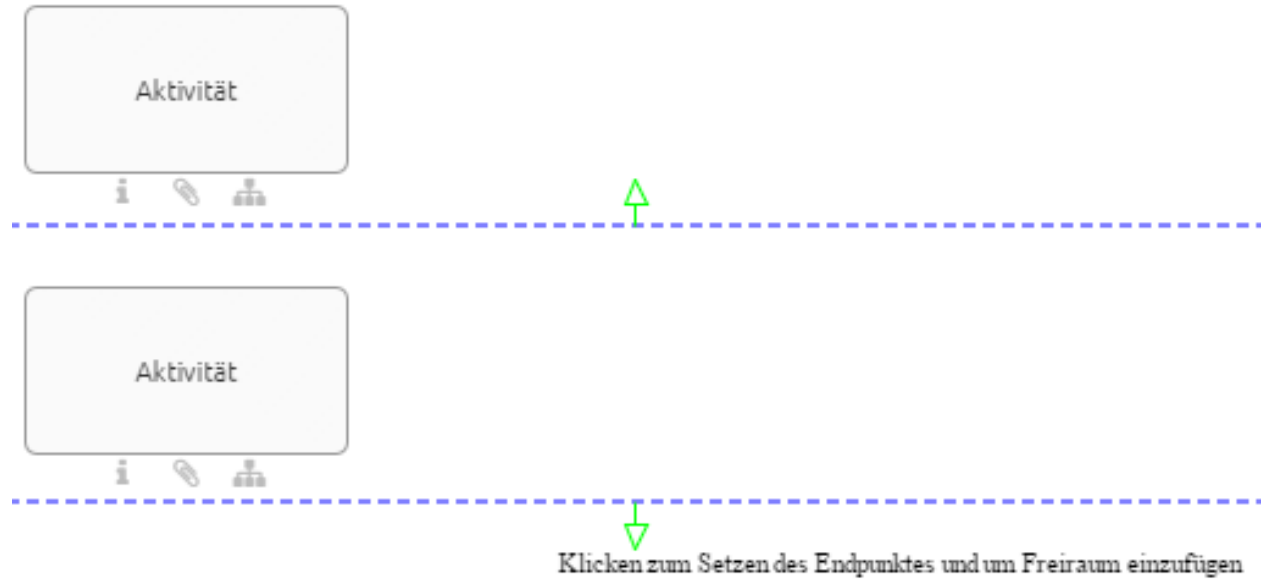 Aktivität
Aktivität
Klicken zum Setzen des Endpunktes und um Freiraum einzufügen